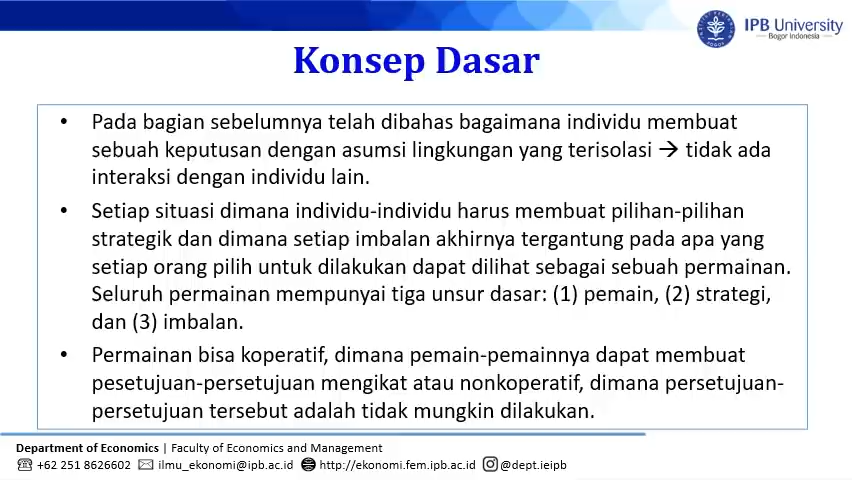 IPB University
Bogor Indonesia
Konsep Dasar
• Pada bagian sebelumnya telah dibahas bagaimana individu membuat
sebuah keputusan dengan asumsi lingkungan yang terisolasi → tidak ada
interaksi dengan individu lain.
• Setiap situasi dimana individu-individu harus membuat pilihan-pilihan
strategik dan dimana setiap imbalan akhirnya tergantung pada apa yang
setiap orang pilih untuk dilakukan dapat dilihat sebagai sebuah permainan.
Seluruh permainan mempunyai tiga unsur dasar: (1) pemain, (2) strategi,
dan (3) imbalan.
• Permainan bisa koperatif, dimana pemain-pemainnya dapat membuat
pesetujuan-persetujuan mengikat atau nonkoperatif, dimana persetujuan-
persetujuan tersebut adalah tidak mungkin dilakukan.
Department of Economics | Faculty of Economics and Management
+62 251 8626602 ilmu_ekonomi@ipb.ac.id http://ekonomi.fem.ipb.ac.id @dept.ieipb